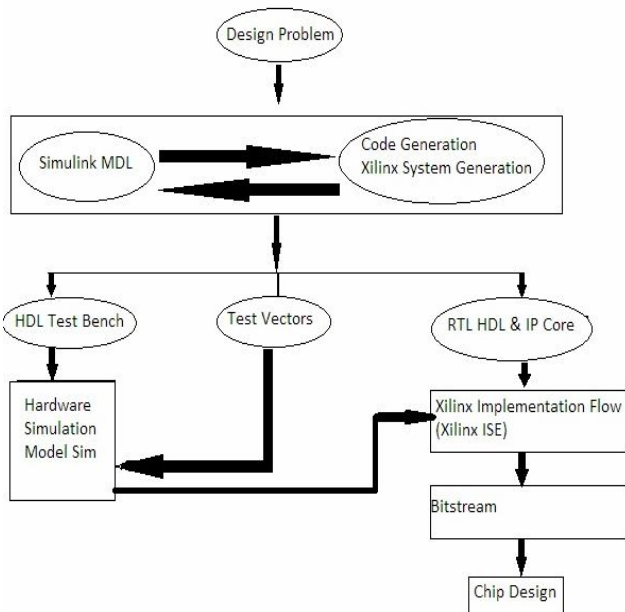 Design Problem
Simulink MDL
Code Generation
Xilinx System Generation
HDL Test Bench
Test Vectors
RTL HDL & IP Core
Hardware
Simulation
Model Sim
Xilinx Implementation Flow
(Xilinx ISE)
Bitstream
Chip Design